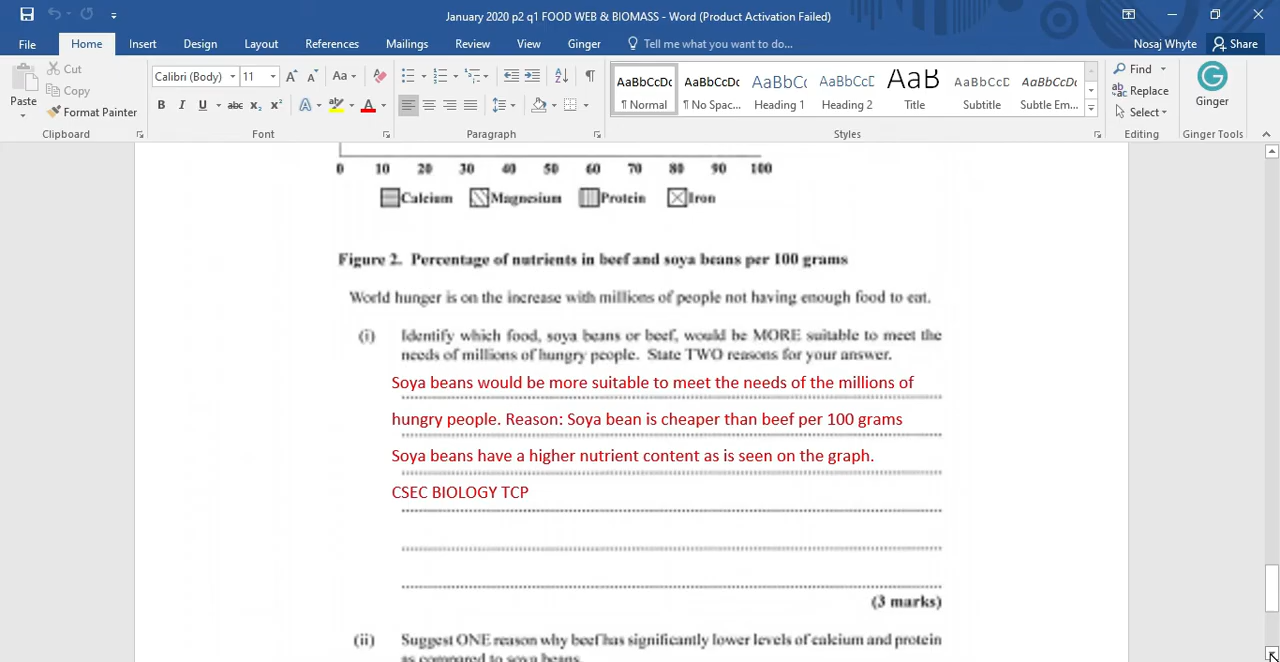 January 2020 p2 q1 FOOD WEB & BIOMASS - Word (Product Activation Failed)
File Home Insert Design Layout References Mailings Review View Ginger Tell me what you want to do... Nosaj Whyte Share
Paste
Cut
Copy
Format Painter
Clipboard
Calibri (Body) 11
Font
Paragraph
AaBbCcDc AaBbCcDc AaBbCc AaBbCcE AaB AaBbCcD AaBbCcDc
¶ Normal ¶ No Spac... Heading 1 Heading 2 Title Subtitle Subtle Em...
Styles
Find
Replace
Select
Editing
Ginger
Ginger Tools
0 10 20 30 40 50 60 70 80 90 100
Calcium Magnesium Protein Iron
Figure 2. Percentage of nutrients in beef and soya beans per 100 grams
World hunger is on the increase with millions of people not having enough food to eat.
(i) Identify which food, soya beans or beef, would be MORE suitable to meet the
needs of millions of hungry people. State TWO reasons for your answer.
Soya beans would be more suitable to meet the needs of the millions of
hungry people. Reason: Soya bean is cheaper than beef per 100 grams
Soya beans have a higher nutrient content as is seen on the graph.
CSEC BIOLOGY TCP
(3 marks)
(ii) Suggest ONE reason why beef has significantly lower levels of calcium and protein
as compared to soya beans.